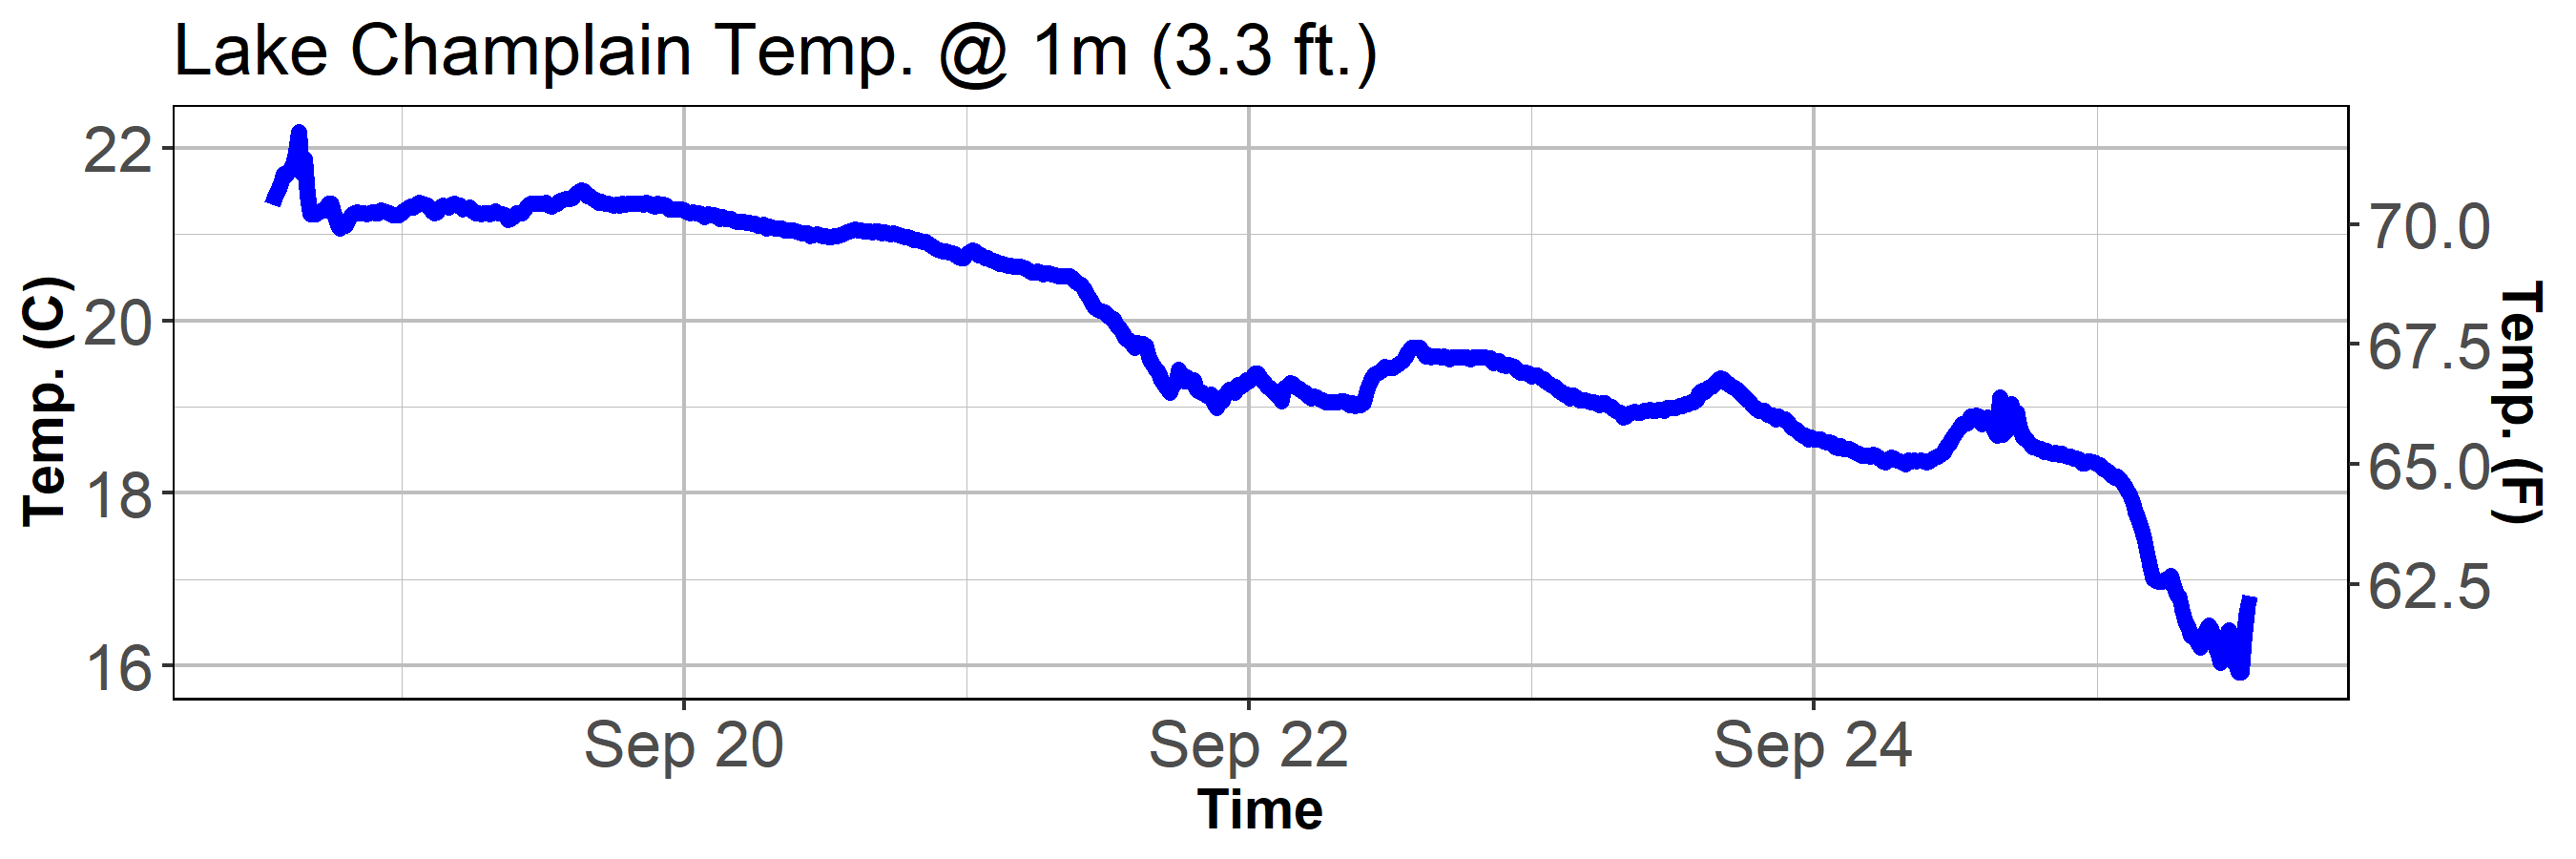 Lake Champlain Temp. @ 1m (3.3 ft.)
Temp. (C)
22
20
18
16
70.0
67.5
65.0
62.5
Temp. (F)
Sep 20
Sep 22
Sep 24
Time